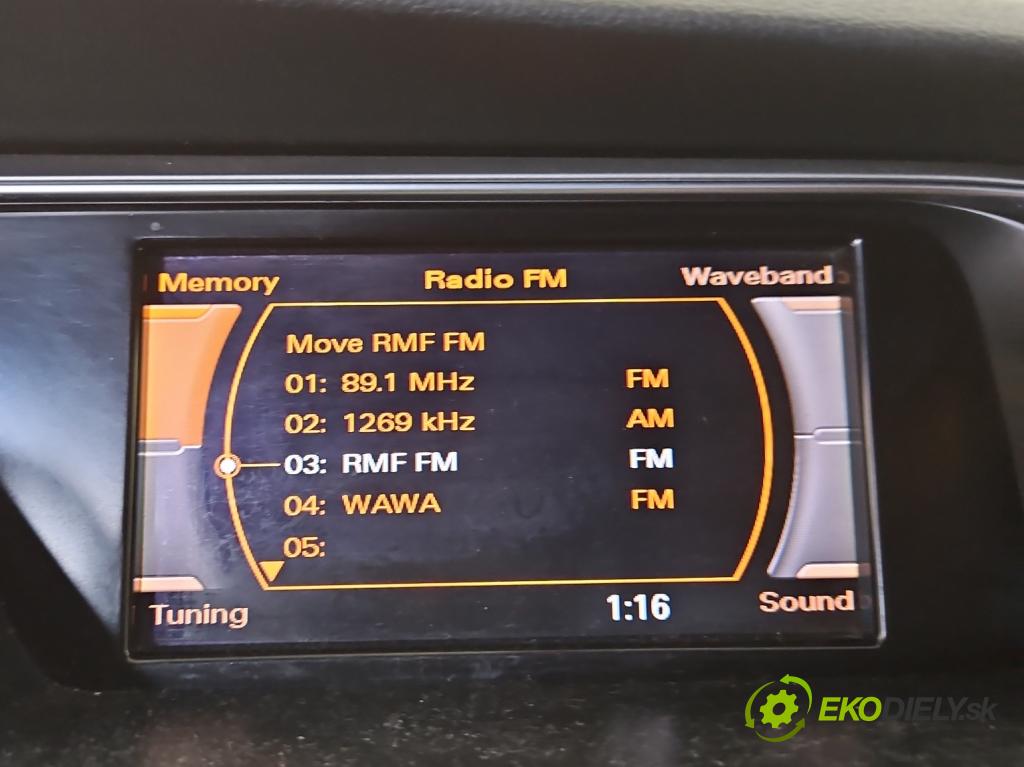 Memory Radio FM Waveband
Move RMF FM
01: 89.1 MHz FM
02: 1269 kHz AM
03: RMF FM FM
04: WAWA FM
05:
Tuning 1:16 Sound
EKODIELY.sk